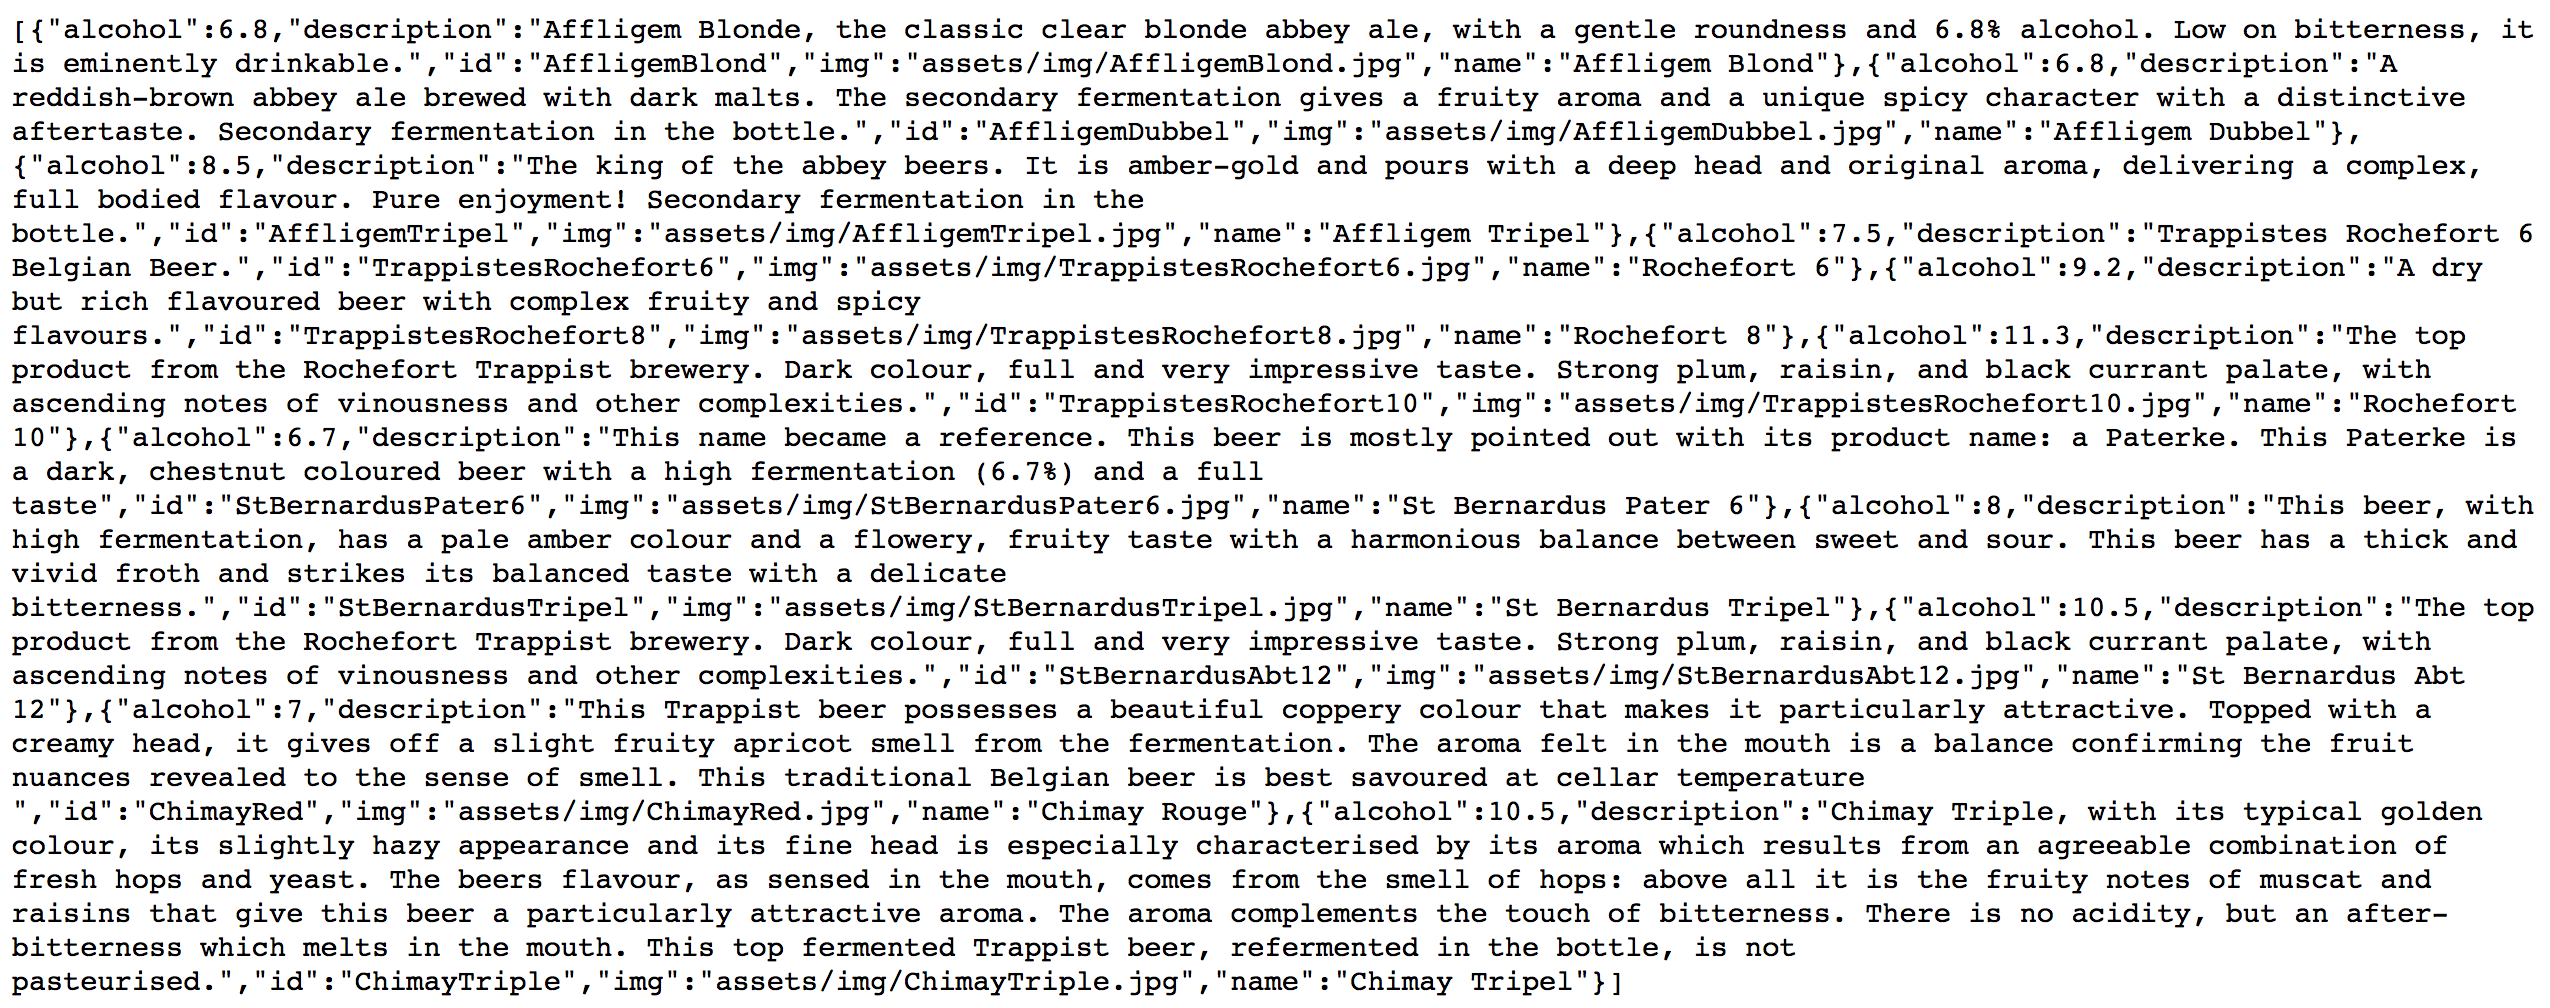 [{"alcohol":6.8,"description":"Affligem Blonde, the classic clear blonde abbey ale, with a gentle roundness and 6.8% alcohol. Low on bitterness, it
is eminently drinkable.","id":"AffligemBlond","img":"assets/img/AffligemBlond.jpg","name":"Affligem Blond"},{"alcohol":6.8,"description":"A
reddish-brown abbey ale brewed with dark malts. The secondary fermentation gives a fruity aroma and a unique spicy character with a distinctive
aftertaste. Secondary fermentation in the bottle.","id":"AffligemDubbel","img":"assets/img/AffligemDubbel.jpg","name":"Affligem Dubbel"},
{"alcohol":8.5,"description":"The king of the abbey beers. It is amber-gold and pours with a deep head and original aroma, delivering a complex,
full bodied flavour. Pure enjoyment! Secondary fermentation in the
bottle.","id":"AffligemTripel","img":"assets/img/AffligemTripel.jpg","name":"Affligem Tripel"},{"alcohol":7.5,"description":"Trappistes Rochefort 6
Belgian Beer.","id":"TrappistesRochefort6","img":"assets/img/TrappistesRochefort6.jpg","name":"Rochefort 6"},{"alcohol":9.2,"description":"A dry
but rich flavoured beer with complex fruity and spicy
flavours.","id":"TrappistesRochefort8","img":"assets/img/TrappistesRochefort8.jpg","name":"Rochefort 8"},{"alcohol":11.3,"description":"The top
product from the Rochefort Trappist brewery. Dark colour, full and very impressive taste. Strong plum, raisin, and black currant palate, with
ascending notes of vinousness and other complexities.","id":"TrappistesRochefort10","img":"assets/img/TrappistesRochefort10.jpg","name":"Rochefort
10"},{"alcohol":6.7,"description":"This name became a reference. This beer is mostly pointed out with its product name: a Paterke. This Paterke is
a dark, chestnut coloured beer with a high fermentation (6.7%) and a full
taste","id":"StBernardusPater6","img":"assets/img/StBernardusPater6.jpg","name":"St Bernardus Pater 6"},{"alcohol":8,"description":"This beer, with
high fermentation, has a pale amber colour and a flowery, fruity taste with a harmonious balance between sweet and sour. This beer has a thick and
vivid froth and strikes its balanced taste with a delicate
bitterness.","id":"StBernardusTripel","img":"assets/img/StBernardusTripel.jpg","name":"St Bernardus Tripel"},{"alcohol":10.5,"description":"The top
product from the Rochefort Trappist brewery. Dark colour, full and very impressive taste. Strong plum, raisin, and black currant palate, with
ascending notes of vinousness and other complexities.","id":"StBernardusAbt12","img":"assets/img/StBernardusAbt12.jpg","name":"St Bernardus Abt
12"},{"alcohol":7,"description":"This Trappist beer possesses a beautiful coppery colour that makes it particularly attractive. Topped with a
creamy head, it gives off a slight fruity apricot smell from the fermentation. The aroma felt in the mouth is a balance confirming the fruit
nuances revealed to the sense of smell. This traditional Belgian beer is best savoured at cellar temperature
","id":"ChimayRed","img":"assets/img/ChimayRed.jpg","name":"Chimay Rouge"},{"alcohol":10.5,"description":"Chimay Triple, with its typical golden
colour, its slightly hazy appearance and its fine head is especially characterised by its aroma which results from an agreeable combination of
fresh hops and yeast. The beers flavour, as sensed in the mouth, comes from the smell of hops: above all it is the fruity notes of muscat and
raisins that give this beer a particularly attractive aroma. The aroma complements the touch of bitterness. There is no acidity, but an after-
bitterness which melts in the mouth. This top fermented Trappist beer, refermented in the bottle, is not
pasteurised.","id":"ChimayTriple","img":"assets/img/ChimayTriple.jpg","name":"Chimay Tripel"}]